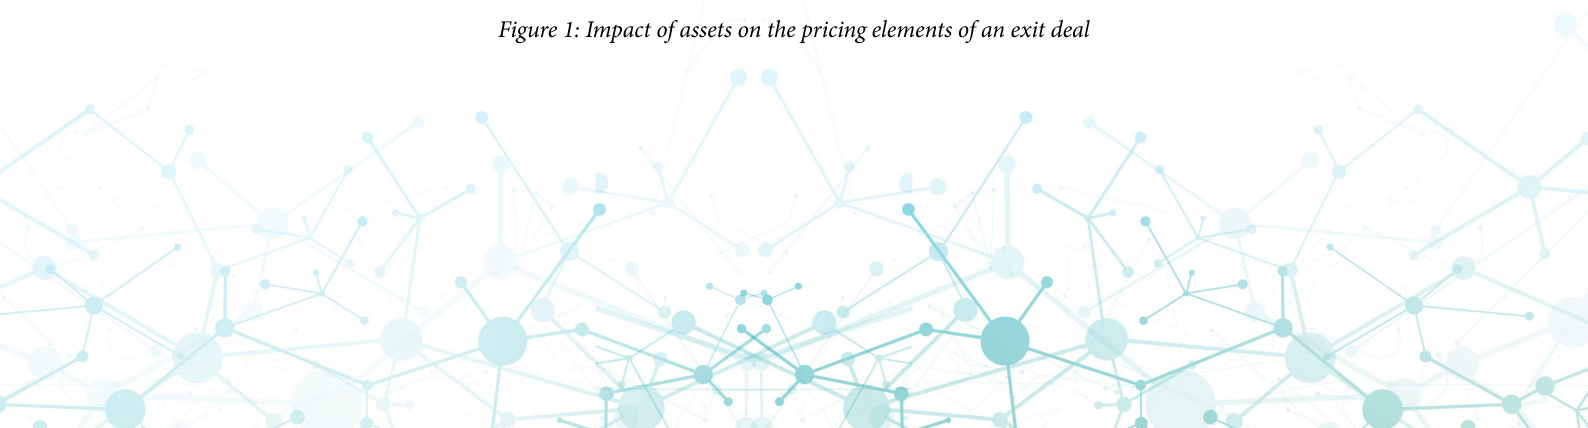 Figure 1: Impact of assets on the pricing elements of an exit deal